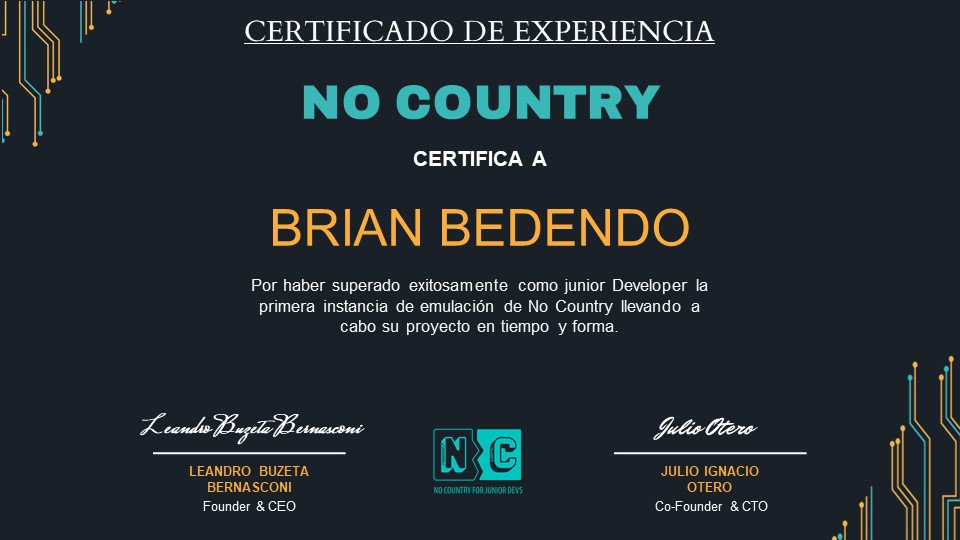 CERTIFICADO DE EXPERIENCIA
NO COUNTRY
CERTIFICA A
BRIAN BEDENDO
Por haber superado exitosamente como junior Developer la
primera instancia de emulación de No Country llevando a
cabo su proyecto en tiempo y forma.
Leandro Buzeta Bernasconi
LEANDRO BUZETA
BERNASCONI
Founder & CEO
NC
NO COUNTRY FOR JUNIOR DEVS
Julio Otero
JULIO IGNACIO
OTERO
Co-Founder & CTO